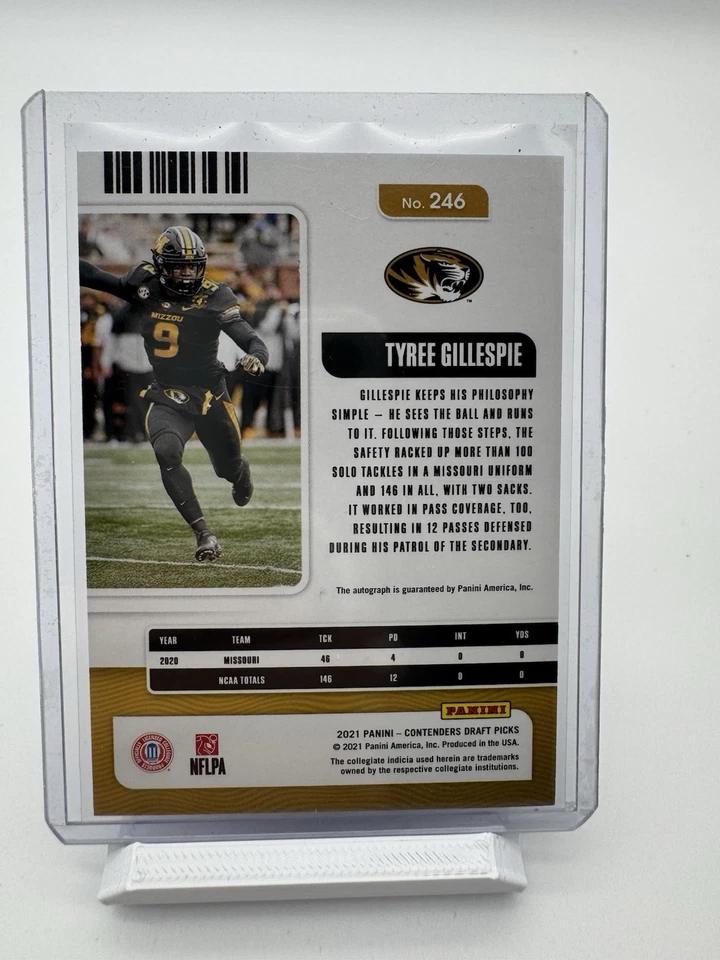 No. 246
MIZZOU
9
TM
TYREE GILLESPIE
GILLESPIE KEEPS HIS PHILOSOPHY
SIMPLE – HE SEES THE BALL AND RUNS
TO IT. FOLLOWING THOSE STEPS, THE
SAFETY RACKED UP MORE THAN 100
SOLO TACKLES IN A MISSOURI UNIFORM
AND 146 IN ALL, WITH TWO SACKS.
IT WORKED IN PASS COVERAGE, TOO,
RESULTING IN 12 PASSES DEFENSED
DURING HIS PATROL OF THE SECONDARY.
The autograph is guaranteed by Panini America, Inc.
YEAR TEAM TCK PD INT YDS
2020 MISSOURI 46 4 0 0
NCAA TOTALS 146 12 0 0
PANINI
2021 PANINI – CONTENDERS DRAFT PICKS
© 2021 Panini America, Inc. Produced in the USA.
The collegiate indicia used herein are trademarks
owned by the respective collegiate institutions.
OFFICIALLY LICENSED COLLEGIATE PRODUCTS
NFLPA